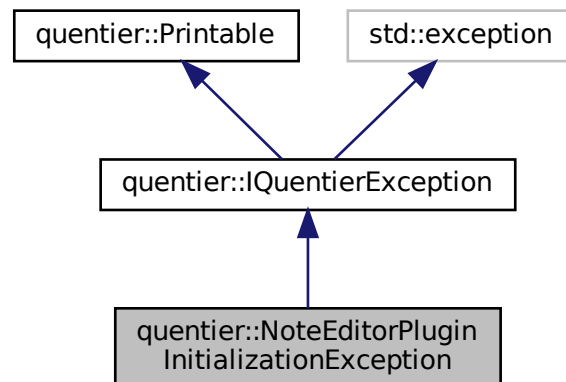 quentier::Printable
std::exception
quentier::IQuentierException
quentier::NoteEditorPlugin
InitializationException